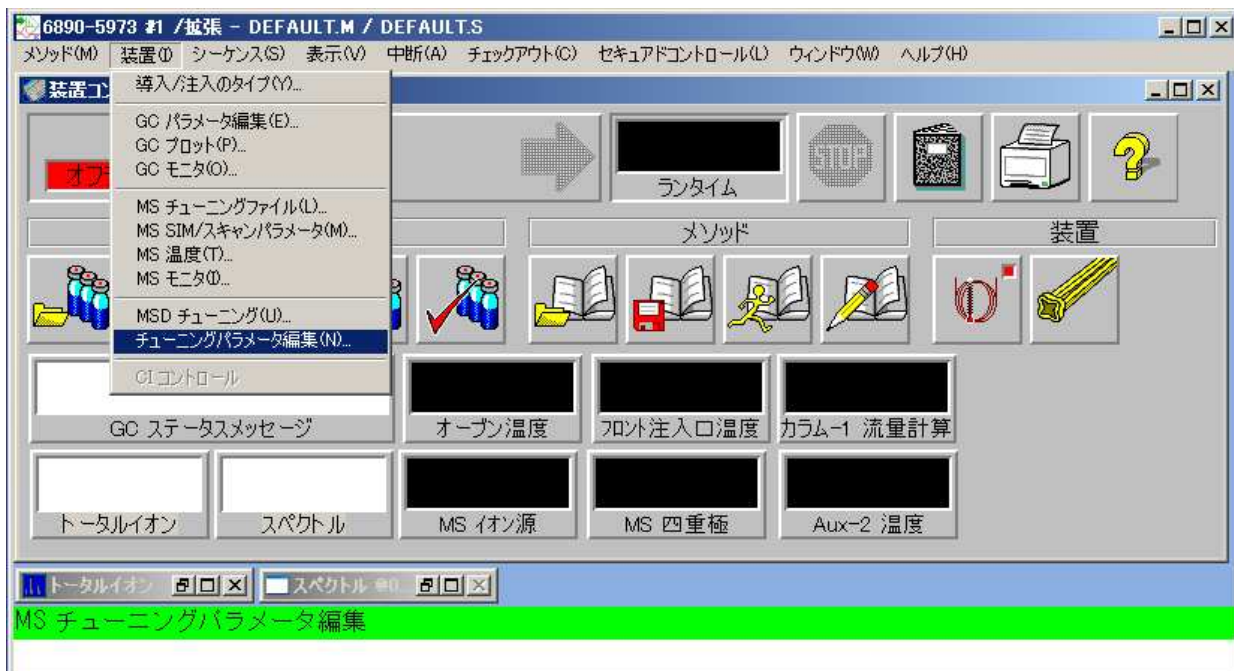 6890-5973 #1 /拡張 - DEFAULT.M / DEFAULT.S
メソッド(M) 装置(I) シーケンス(S) 表示(V) 中断(A) チェックアウト(C) セキュアドコントロール(L) ウィンドウ(W) ヘルプ(H)
装置コ
導入/注入のタイプ(Y)...
GC パラメータ編集(E)...
GC プロット(P)...
GC モニタ(O)...
MS チューニングファイル(L)...
MS SIM/スキャンパラメータ(M)...
MS 温度(T)...
MS モニタ(I)...
MSD チューニング(U)...
チューニングパラメータ編集(N)...
CI コントロール
オフ
ランタイム
STOP
メソッド
装置
GC ステータスメッセージ
オーブン温度
フロント注入口温度
カラム-1 流量計算
トータルイオン
スペクトル
MS イオン源
MS 四重極
Aux-2 温度
トータルイオン
スペクトル
MS チューニングパラメータ編集